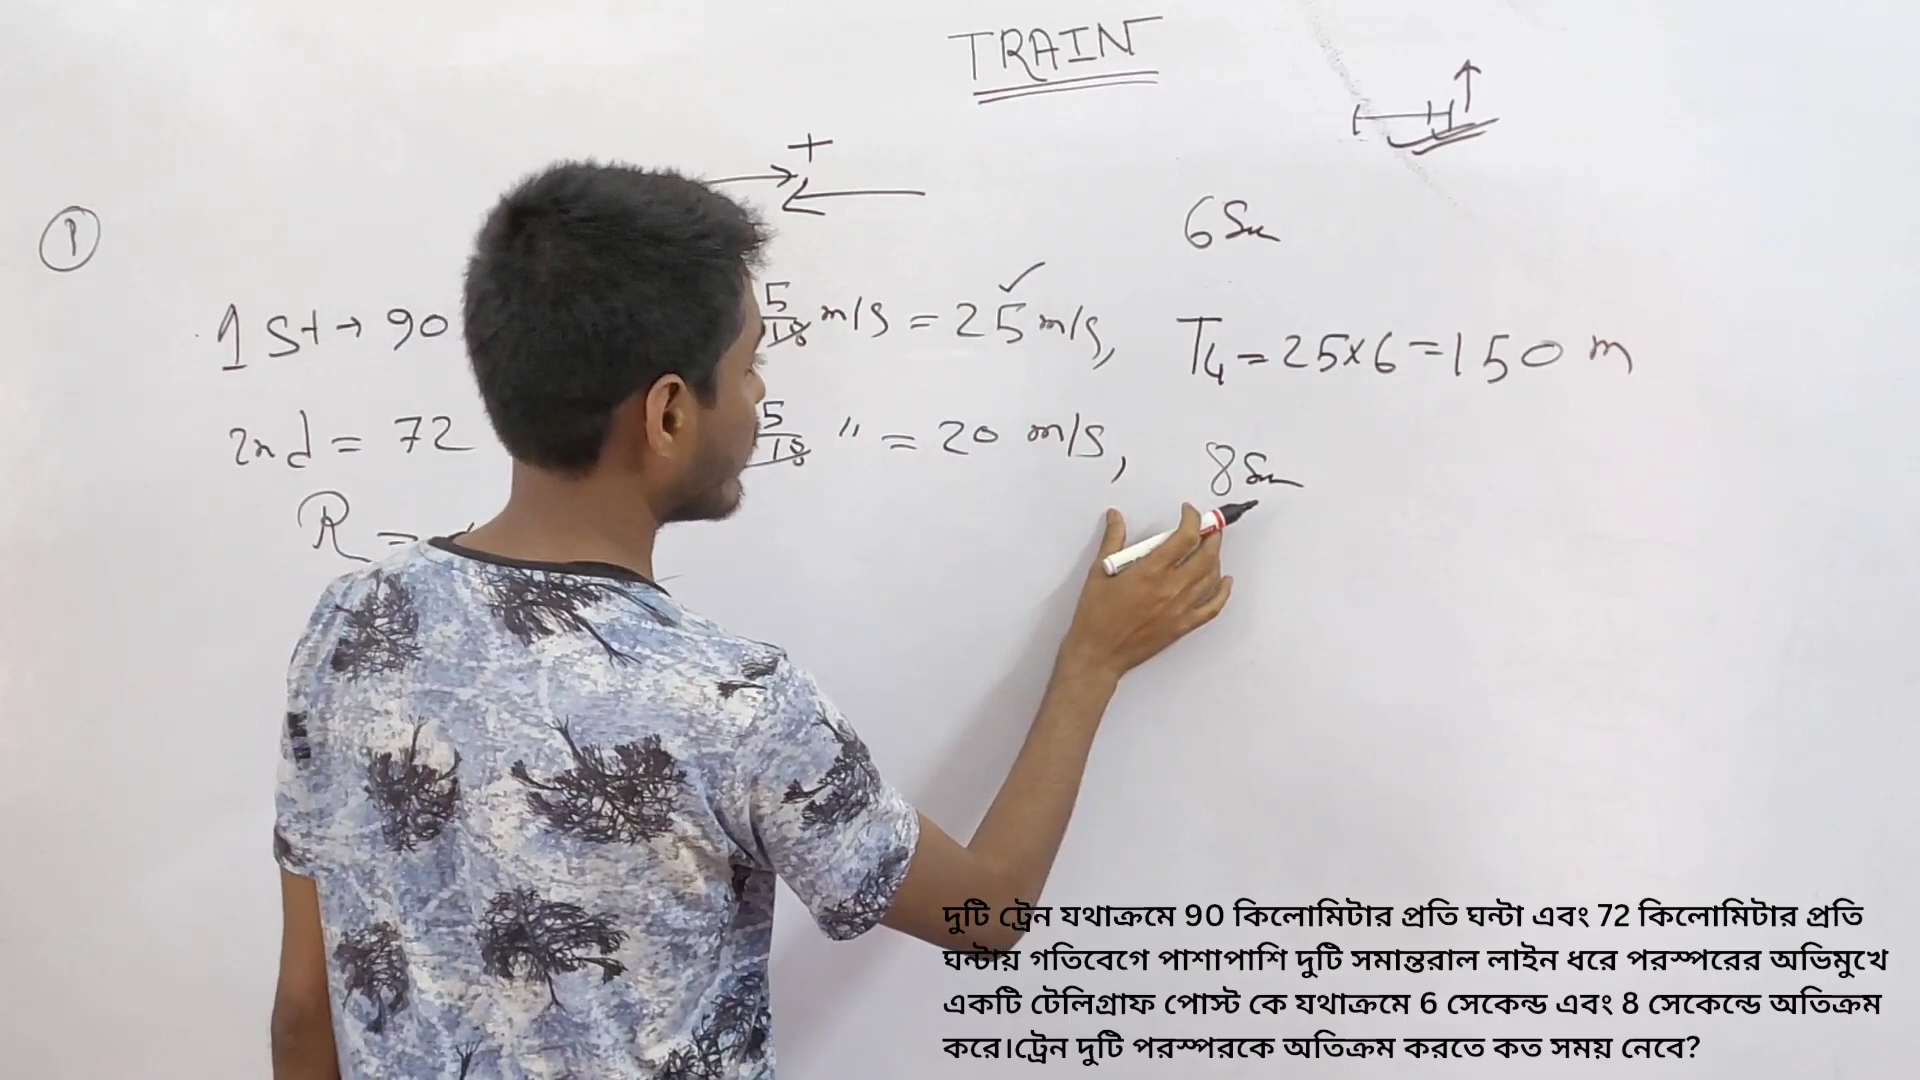 TRAIN
+
1
6 Sec
1st → 90 5/18 m/s = 25 m/s,
TL = 25×6 = 150 m
2nd = 72 5/18 " = 20 m/s,
8 Sec
R =
দুটি ট্রেন যথাক্রমে 90 কিলোমিটার প্রতি ঘন্টা এবং 72 কিলোমিটার প্রতি
ঘন্টায় গতিবেগে পাশাপাশি দুটি সমান্তরাল লাইন ধরে পরস্পরের অভিমুখে
একটি টেলিগ্রাফ পোস্ট কে যথাক্রমে 6 সেকেন্ড এবং 8 সেকেন্ডে অতিক্রম
করে।ট্রেন দুটি পরস্পরকে অতিক্রম করতে কত সময় নেবে?